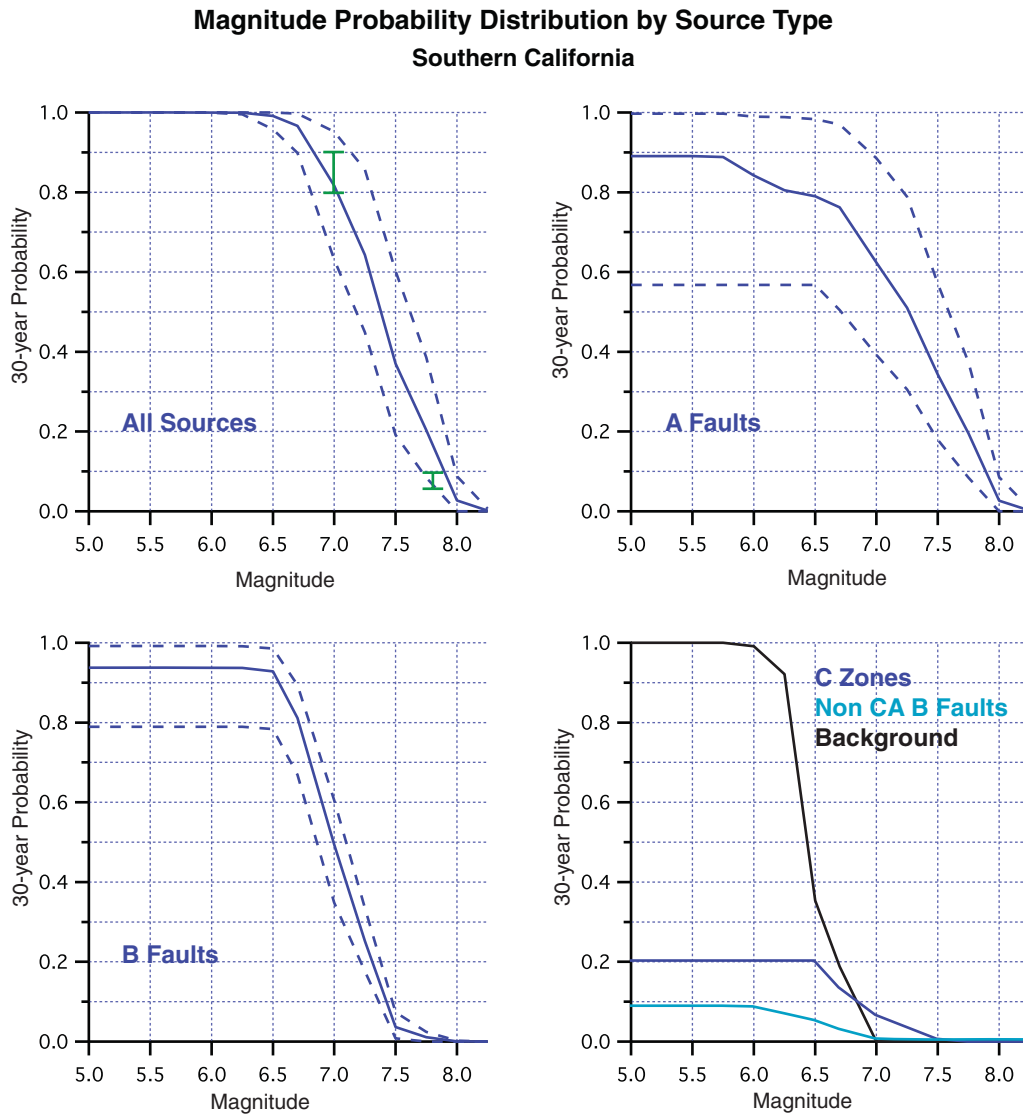 Magnitude Probability Distribution by Source Type
Southern California
1.0
0.8
0.6
0.4
0.2
0.0
30-year Probability
All Sources
5.0 5.5 6.0 6.5 7.0 7.5 8.0
Magnitude
1.0
0.8
0.6
0.4
0.2
0.0
30-year Probability
A Faults
5.0 5.5 6.0 6.5 7.0 7.5 8.0
Magnitude
1.0
0.8
0.6
0.4
0.2
0.0
30-year Probability
B Faults
5.0 5.5 6.0 6.5 7.0 7.5 8.0
Magnitude
1.0
0.8
0.6
0.4
0.2
0.0
30-year Probability
C Zones
Non CA B Faults
Background
5.0 5.5 6.0 6.5 7.0 7.5 8.0
Magnitude